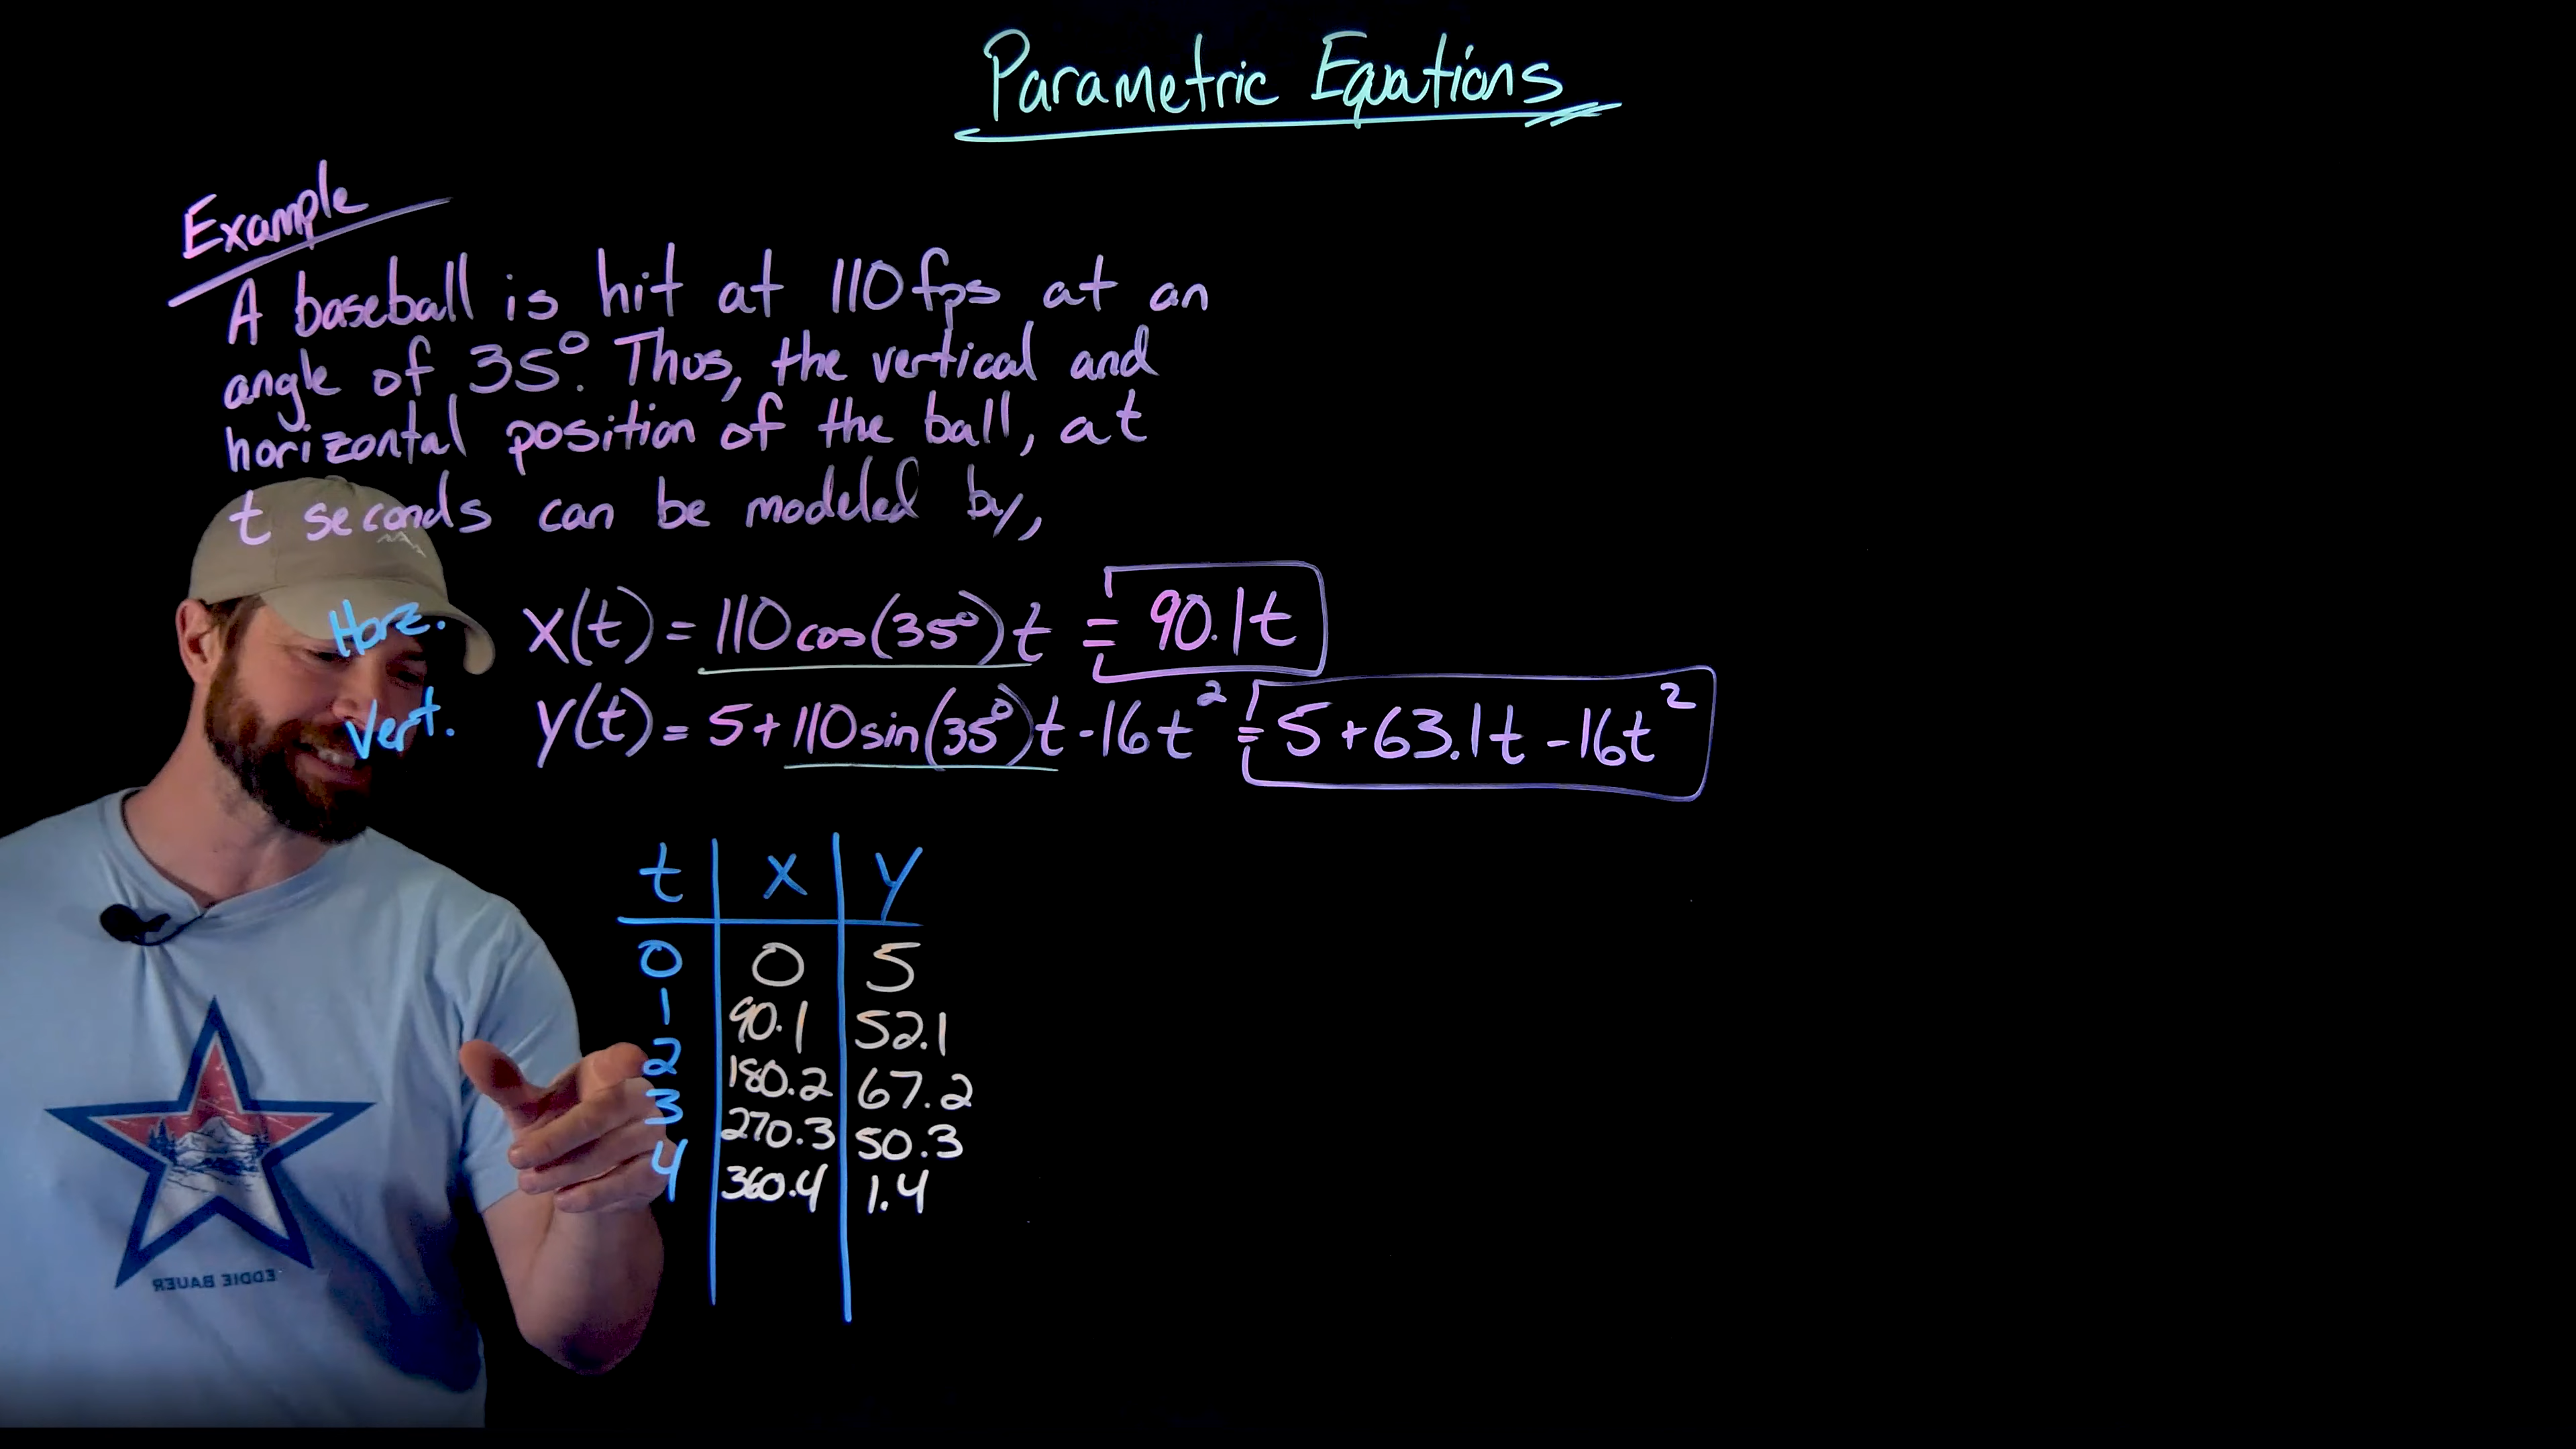 Parametric Equations
Example
A baseball is hit at 110fps at an
angle of 35°. Thus, the vertical and
horizontal position of the ball, at
t seconds can be modeled by,
Horz. x(t) = 110cos(35°)t = 90.1t
Vert. y(t) = 5+110sin(35°)t -16t² = 5+63.1t -16t²
t x y
0 0 5
1 90.1 52.1
2 180.2 67.2
3 270.3 50.3
4 360.4 1.4
EDDIE BAUER